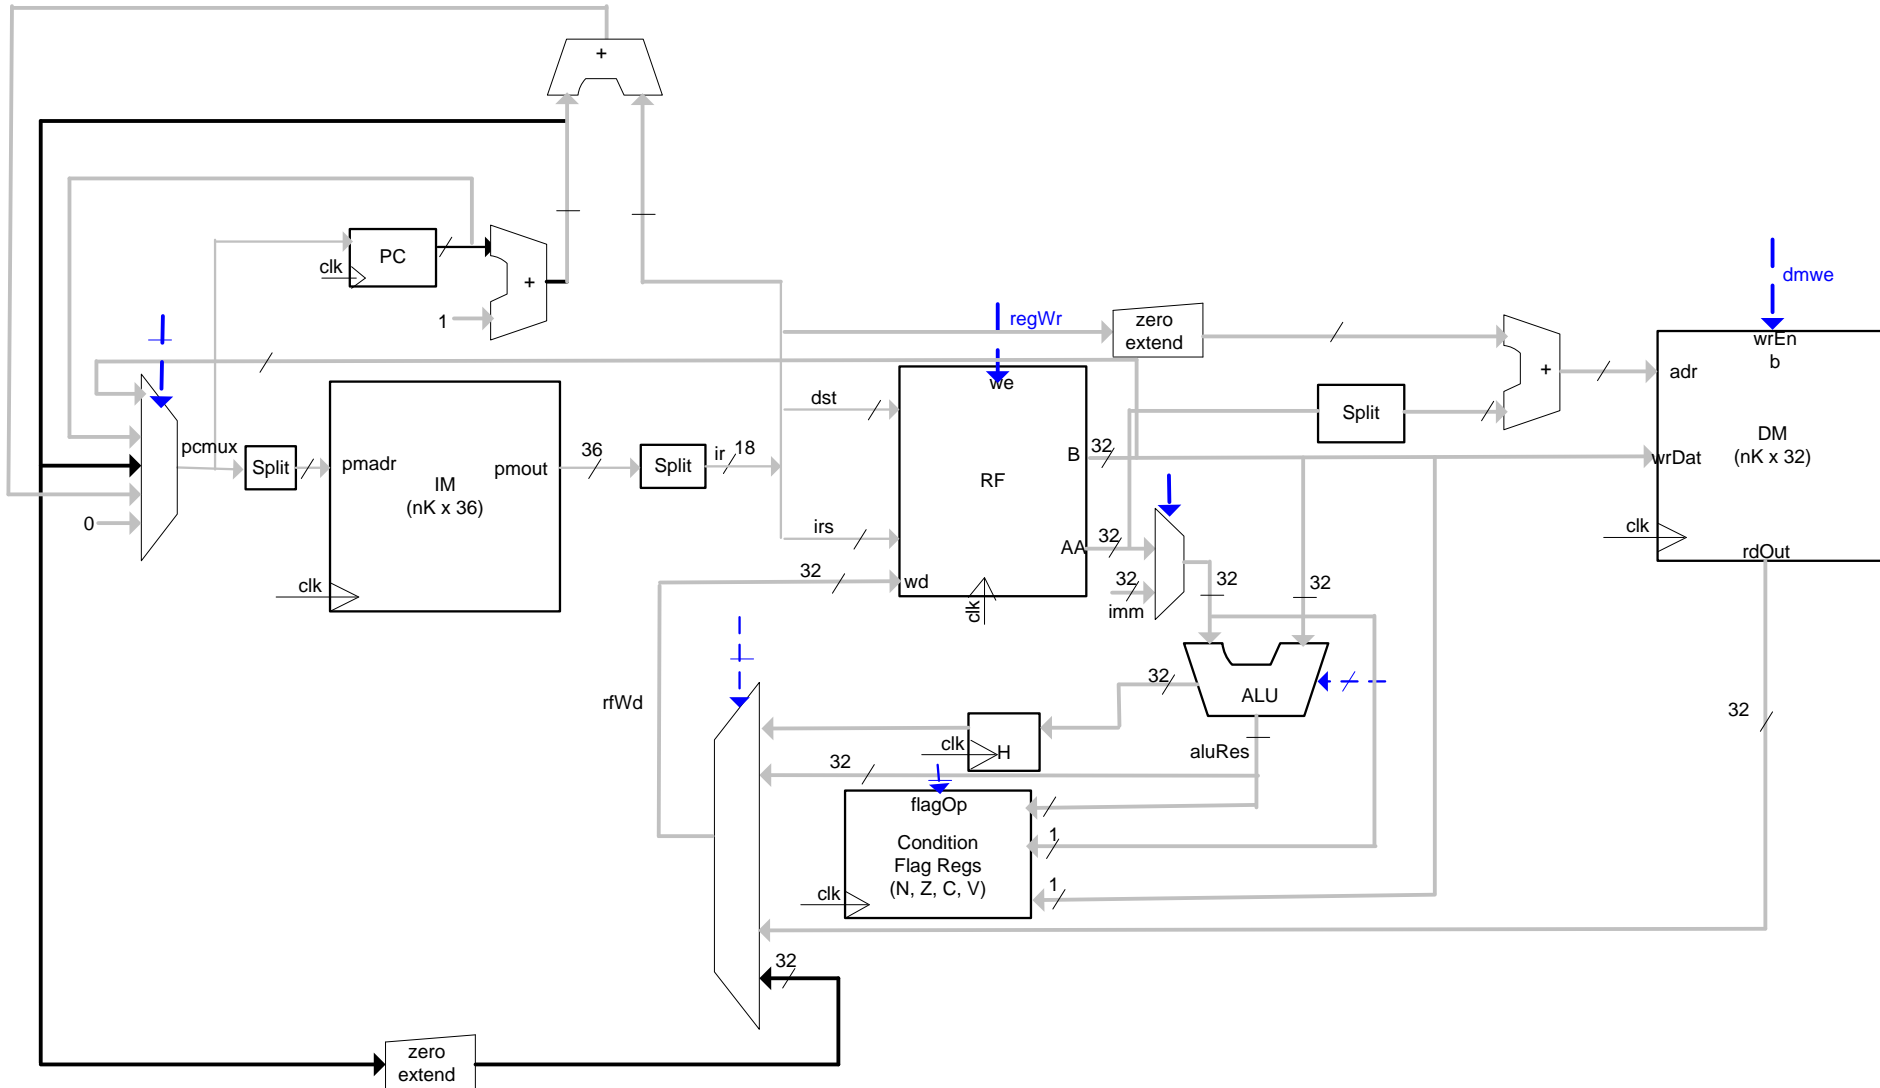 +
PC
clk
+
1
regWr
zero
extend
dmwe
wrEn
b
we
adr
+
dst
Split
pcmux
Split
pmadr
pmout
36
Split
ir
18
IM
(nK x 36)
B
32
RF
DM
(nK x 32)
wrDat
0
irs
AA
32
clk
rdOut
clk
32
wd
clk
32
imm
32
32
rfWd
32
ALU
32
clk
H
aluRes
32
flagOp
Condition
Flag Regs
(N, Z, C, V)
1
1
clk
32
zero
extend